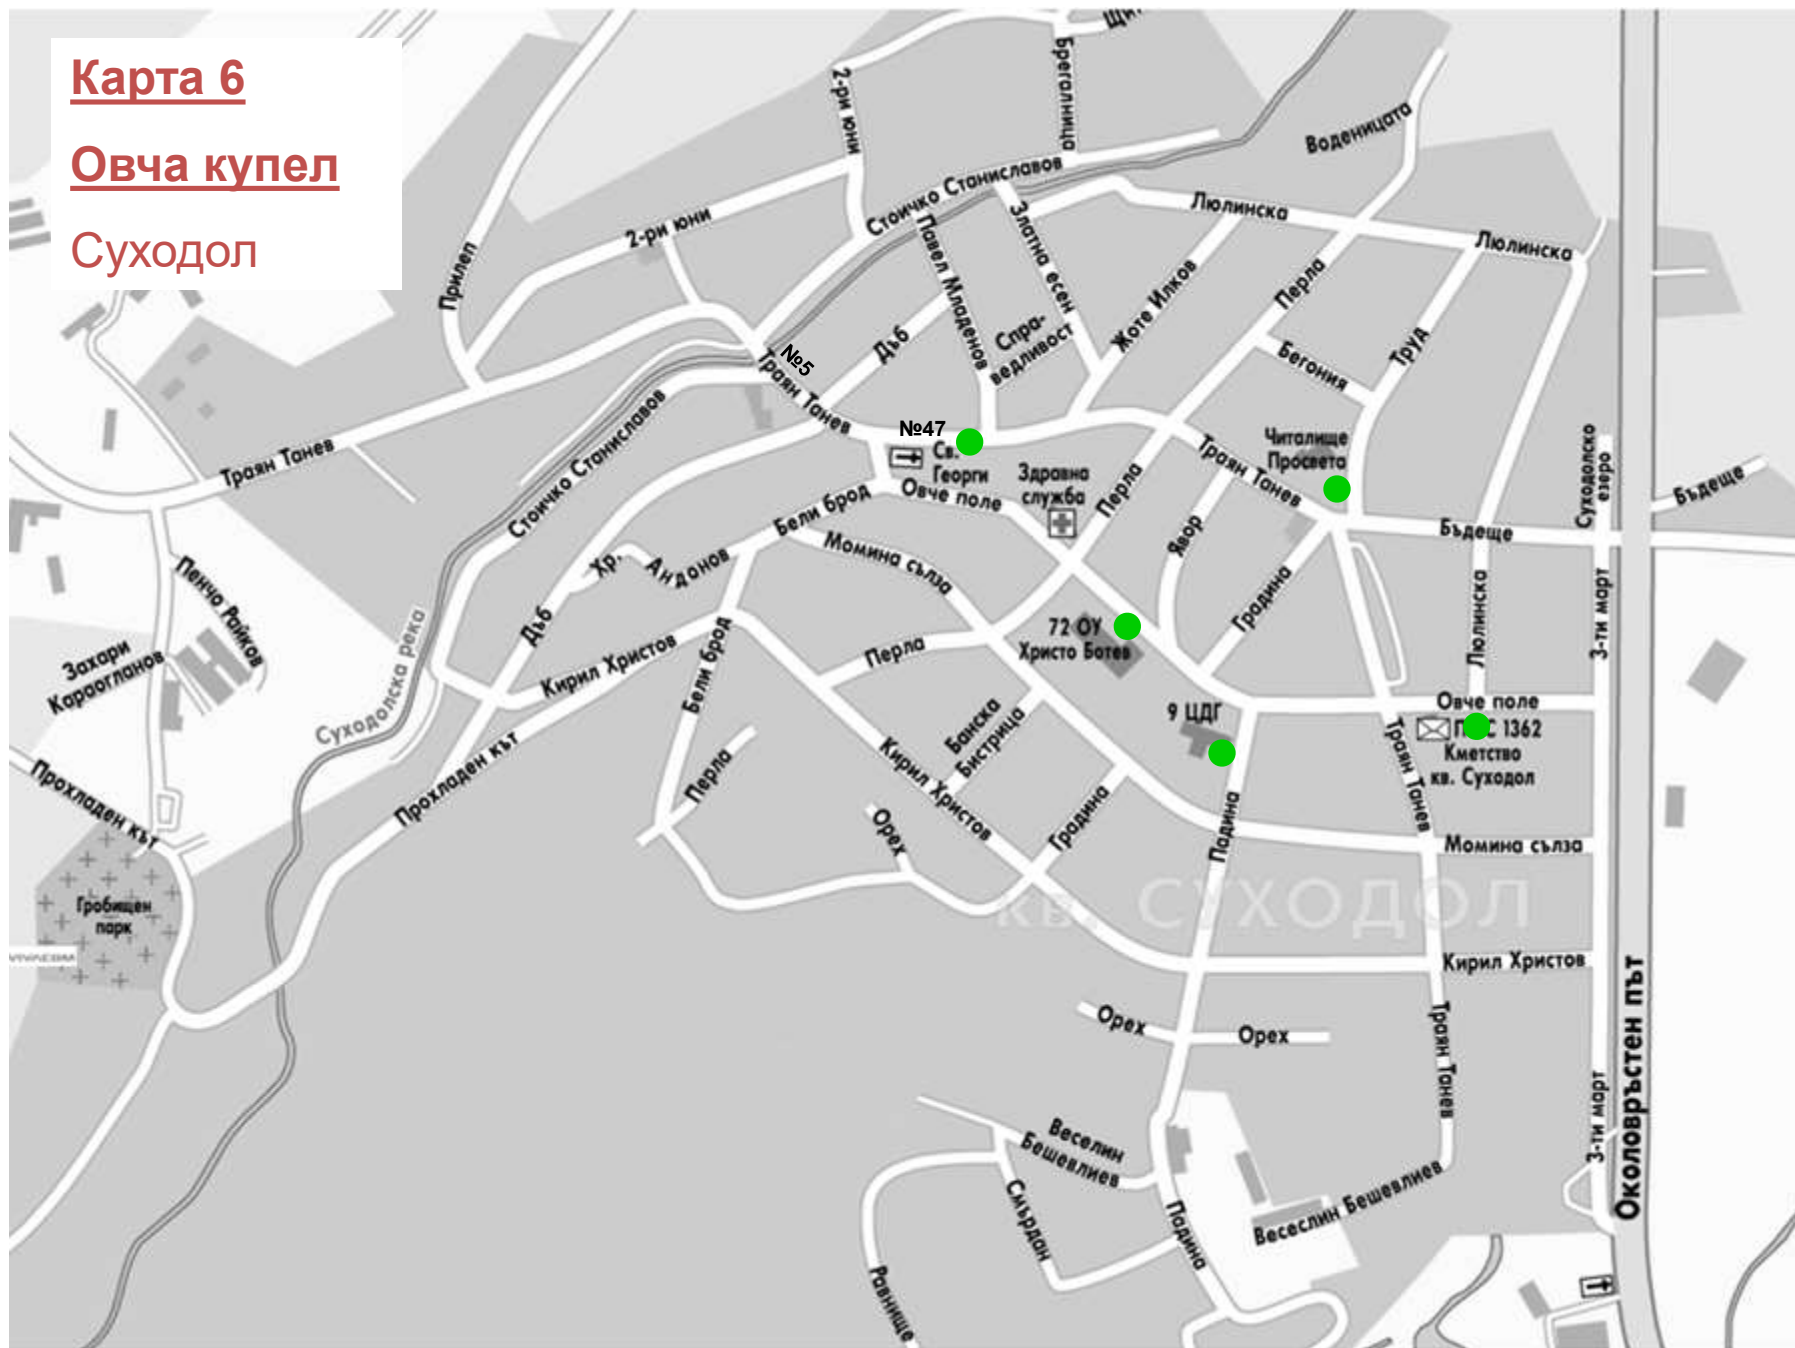 Карта 6
Овча купел
Суходол
2-ри юни
Брегалница
Воденицата
Стоичко Станиславов
2-ри юни
Прилеп
Павел Младенов
Златна есен
Люлинска
Люлинска
Жоте Илков
Перла
Спра-
ведливост
Дъб
№5
Траян Танев
Бегония
Труд
№47
Св.
Георги
Здравна
служба
Читалище
Просвета
Траян Танев
Траян Танев
Стоичко Станиславов
Бели брод
Овче поле
Перла
Явор
Суходолско
езеро
Бъдеще
Бъдеще
Хр. Андонов
Момина сълза
Градина
Люлинска
3-ти март
Пенчо Райков
Захари
Караогланов
Суходолска река
Дъб
Кирил Христов
Бели брод
Перла
72 ОУ
Христо Ботев
9 ЦДГ
Овче поле
С 1362
Кметство
кв. Суходол
Траян Танев
Банска
Бистрица
Прохладен кът
Прохладен кът
Перла
Кирил Христов
Орех
Градина
Падина
Момина сълза
Гробищен
парк
кв. СУХОДОЛ
VIVACOM
Кирил Христов
Орех
Орех
Траян Танев
3-ти март
Околовръстен път
Веселин
Бешевлиев
Смърдан
Падина
Веселин Бешевлиев
Равнище